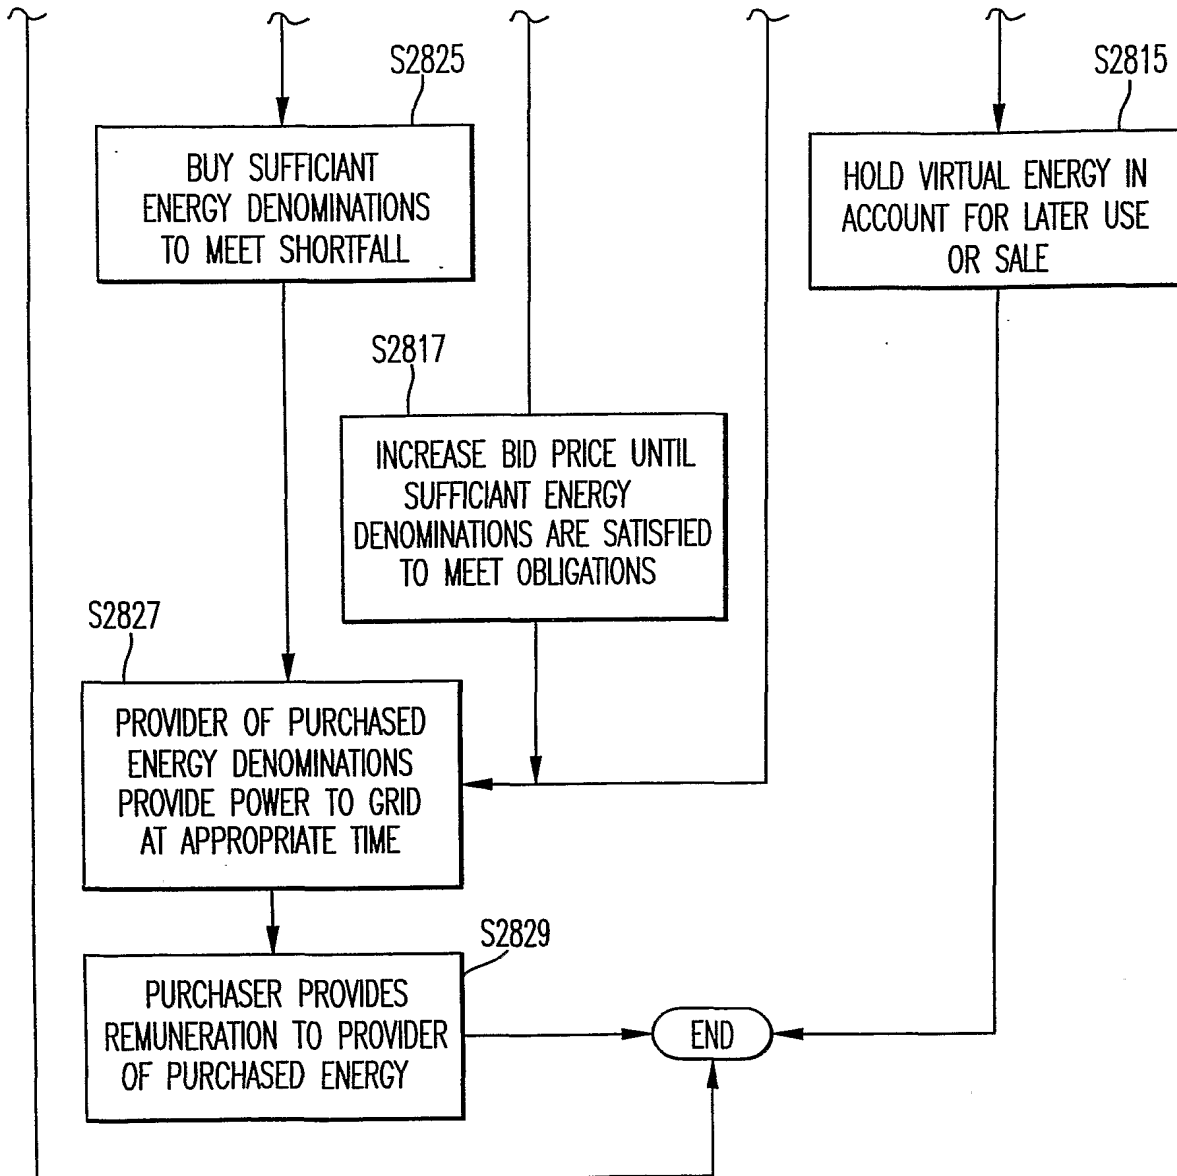 S2825
BUY SUFFICIANT
ENERGY DENOMINATIONS
TO MEET SHORTFALL
S2815
HOLD VIRTUAL ENERGY IN
ACCOUNT FOR LATER USE
OR SALE
S2817
INCREASE BID PRICE UNTIL
SUFFICIANT ENERGY
DENOMINATIONS ARE SATISFIED
TO MEET OBLIGATIONS
S2827
PROVIDER OF PURCHASED
ENERGY DENOMINATIONS
PROVIDE POWER TO GRID
AT APPROPRIATE TIME
S2829
PURCHASER PROVIDES
REMUNERATION TO PROVIDER
OF PURCHASED ENERGY
END